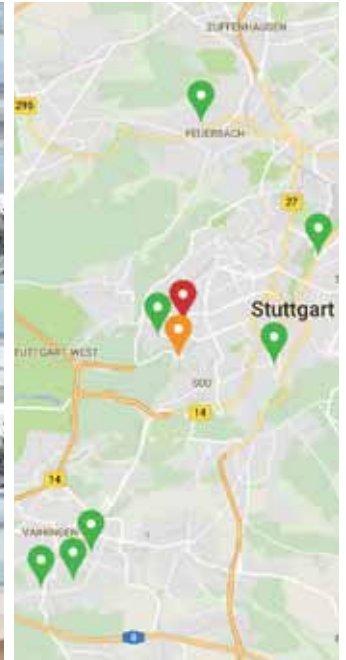 ZUFFENHAUSEN
295
FEUERBACH
27
Stuttgart
STUTTGART-WEST
SÜD
14
14
VAIHINGEN
8